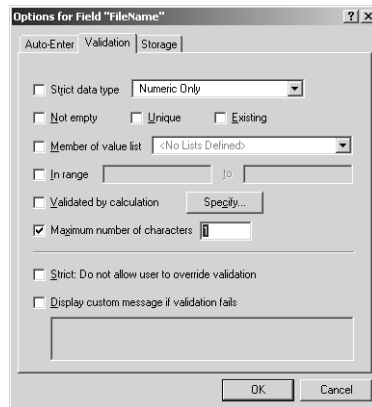 Options for Field "FileName"
Auto-Enter Validation Storage
Strict data type Numeric Only
Not empty Unique Existing
Member of value list <No Lists Defined>
In range to
Validated by calculation Specify...
Maximum number of characters 1
Strict: Do not allow user to override validation
Display custom message if validation fails
OK Cancel